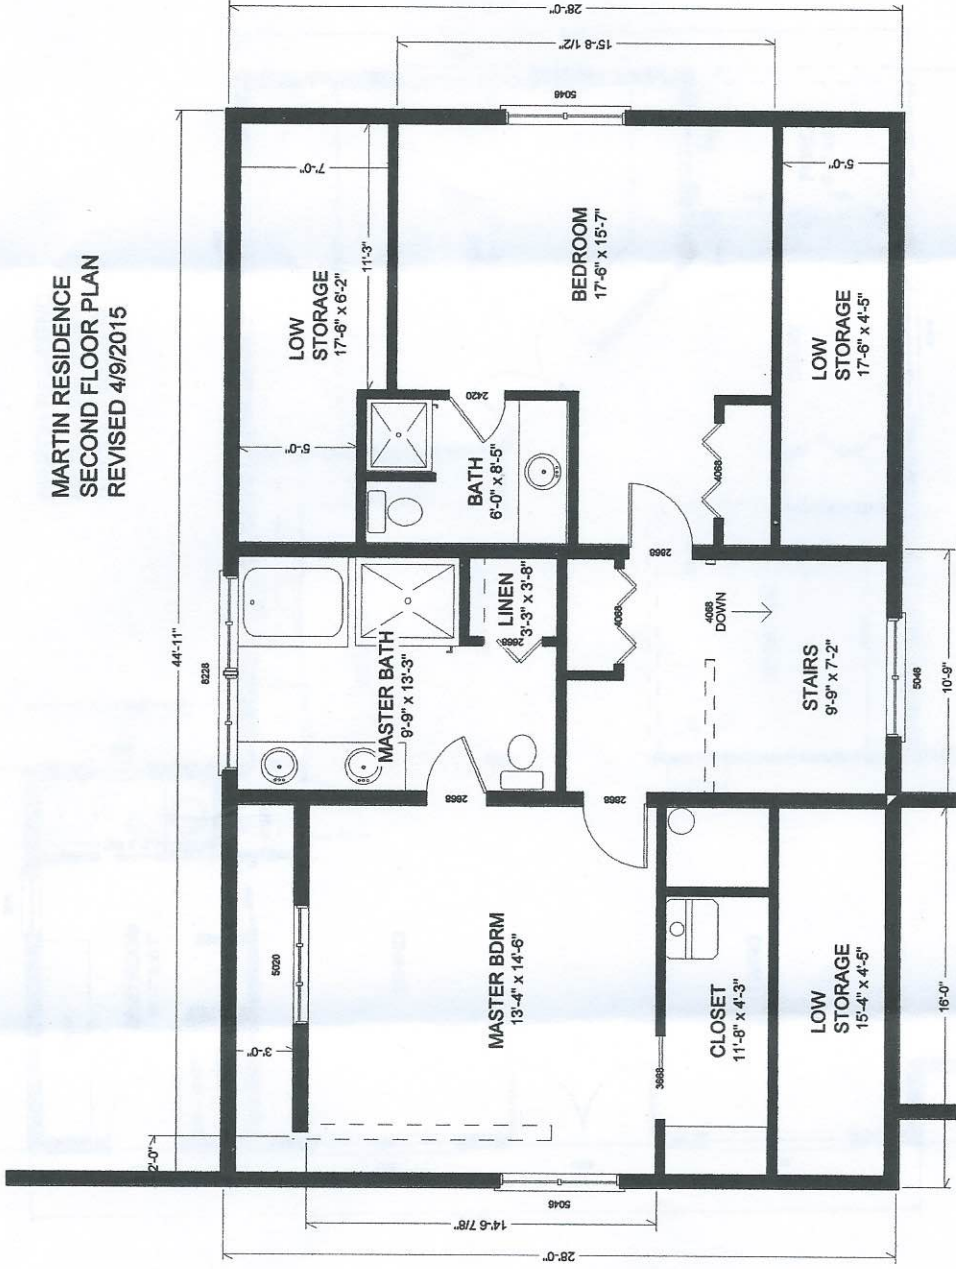 MARTIN RESIDENCE
SECOND FLOOR PLAN
REVISED 4/9/2015
44'-11"
2'-0"
3'-0"
5020
8228
5'-0"
7'-0"
LOW
STORAGE
17'-6" x 6'-2"
11'-3"
28'-0"
14'-6 7/8"
5046
MASTER BDRM
13'-4" x 14'-6"
2868
MASTER BATH
9'-9" x 13'-3"
LINEN
3'-3" x 3'-8"
2668
BATH
6'-0" x 8'-5"
2420
BEDROOM
17'-6" x 15'-7"
5046
15'-8 1/2"
28'-0"
3668
2868
4068
2668
4068
CLOSET
11'-8" x 4'-3"
4068
DOWN
STAIRS
9'-9" x 7'-2"
LOW
STORAGE
15'-4" x 4'-5"
LOW
STORAGE
17'-6" x 4'-5"
5'-0"
5046
16'-0"
10'-9"